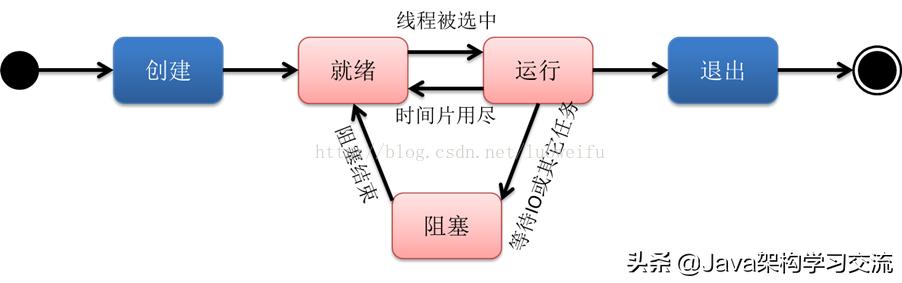 线程被选中
创建
就绪
运行
退出
时间片用尽
阻塞结束
等待IO或其它任务
http://blog.csdn.net/luoweifu
阻塞
头条 @Java架构学习交流